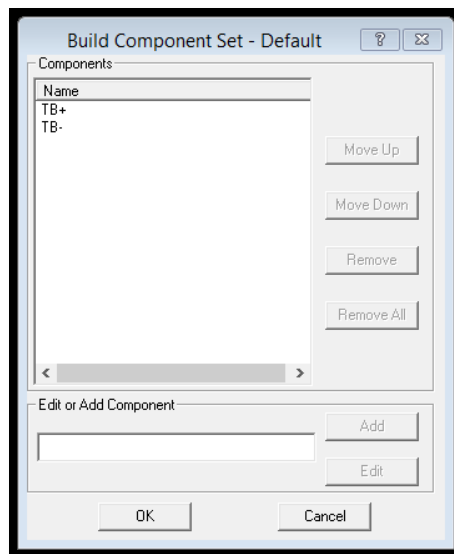 Build Component Set - Default
Components
Name
TB+
TB-
Move Up
Move Down
Remove
Remove All
Edit or Add Component
Add
Edit
OK
Cancel